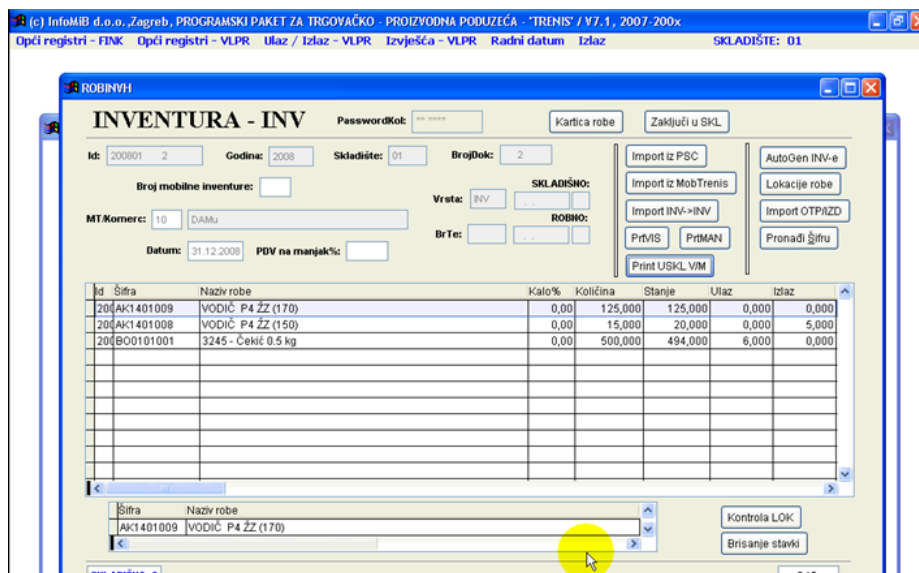 (c) InfoMiB d.o.o.,Zagreb, PROGRAMSKI PAKET ZA TRGOVAČKO - PROIZVODNA PODUZEĆA - 'TRENIS' / V7.1, 2007-200x
Opći registri - FINK Opći registri - VLPR Ulaz / Izlaz - VLPR Izvješća - VLPR Radni datum Izlaz SKLADIŠTE: 01
ROBINVH
INVENTURA - INV PasswordKol: ** **** Kartica robe Zaključi u SKL
Id: 200801 2 Godina: 2008 Skladište: 01 BrojDok: 2 Import iz PSC AutoGen INV-e
Broj mobilne inventure: SKLADIŠNO: Import iz MobTrenis Lokacije robe
Vrsta: INV . .
MT/Komerc: 10 DAMu ROBNO: Import INV->INV Import OTP/IZD
BrTe: . . PrtVIS PrtMAN Pronađi Šifru
Datum: 31.12.2008 PDV na manjak%:
Print USKL V/M
Id Šifra Naziv robe Kalo% Količina Stanje Ulaz Izlaz
200 AK1401009 VODIČ P4 ŽZ (170) 0,00 125,000 125,000 0,000 0,000
200 AK1401008 VODIČ P4 ŽZ (150) 0,00 15,000 20,000 0,000 5,000
200 BO0101001 3245 - Čekić 0.5 kg 0,00 500,000 494,000 6,000 0,000
Šifra Naziv robe
AK1401009 VODIČ P4 ŽZ (170)
Kontrola LOK
Brisanje stavki